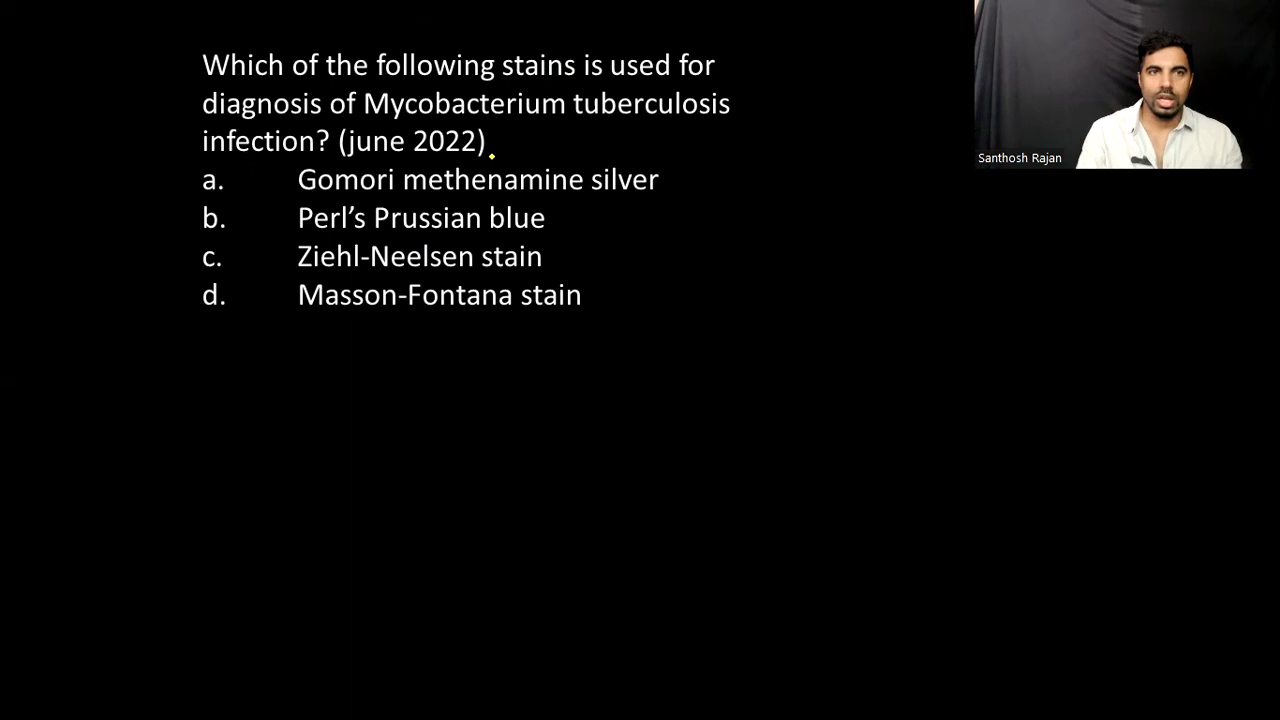 Which of the following stains is used for
diagnosis of Mycobacterium tuberculosis
infection? (june 2022)
a. Gomori methenamine silver
b. Perl’s Prussian blue
c. Ziehl-Neelsen stain
d. Masson-Fontana stain
Santhosh Rajan